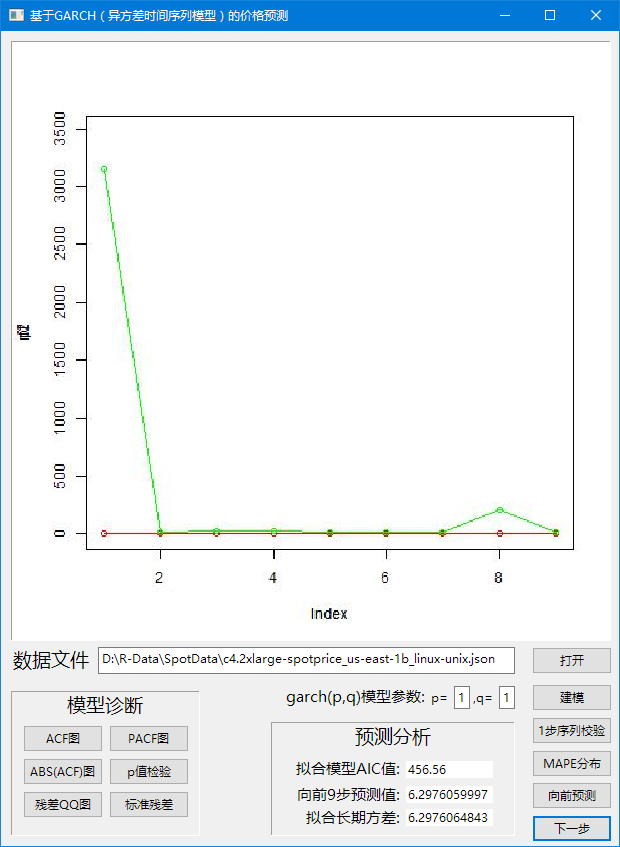 基于GARCH（异方差时间序列模型）的价格预测
3500
3000
2500
2000
1500
1000
500
0
2
4
6
8
Index
数据文件
D:\R-Data\SpotData\c4.2xlarge-spotprice_us-east-1b_linux-unix.json
打开
模型诊断
ACF图
PACF图
ABS(ACF)图
p值检验
残差QQ图
标准残差
garch(p,q)模型参数: p= 1 ,q= 1
预测分析
拟合模型AIC值: 456.56
向前9步预测值: 6.2976059997
拟合长期方差: 6.2976064843
建模
1步序列校验
MAPE分布
向前预测
下一步